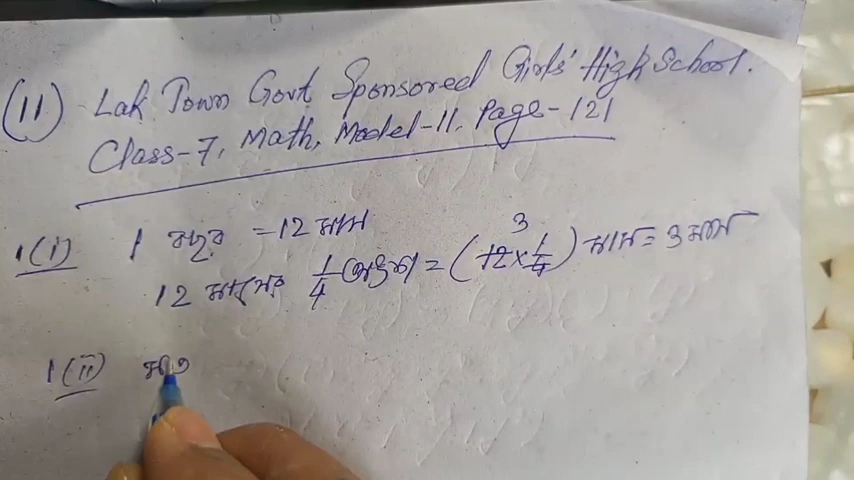 (11) Lak Town Govt Sponsored Girls' High School.
Class-7, Math, Model-11, Page-121
1(i) 1 বছর = 12 মাস
12 মাসের 1/4 অংশ = (12 × 1/4) মাস = 3 মাস
3
1(ii)